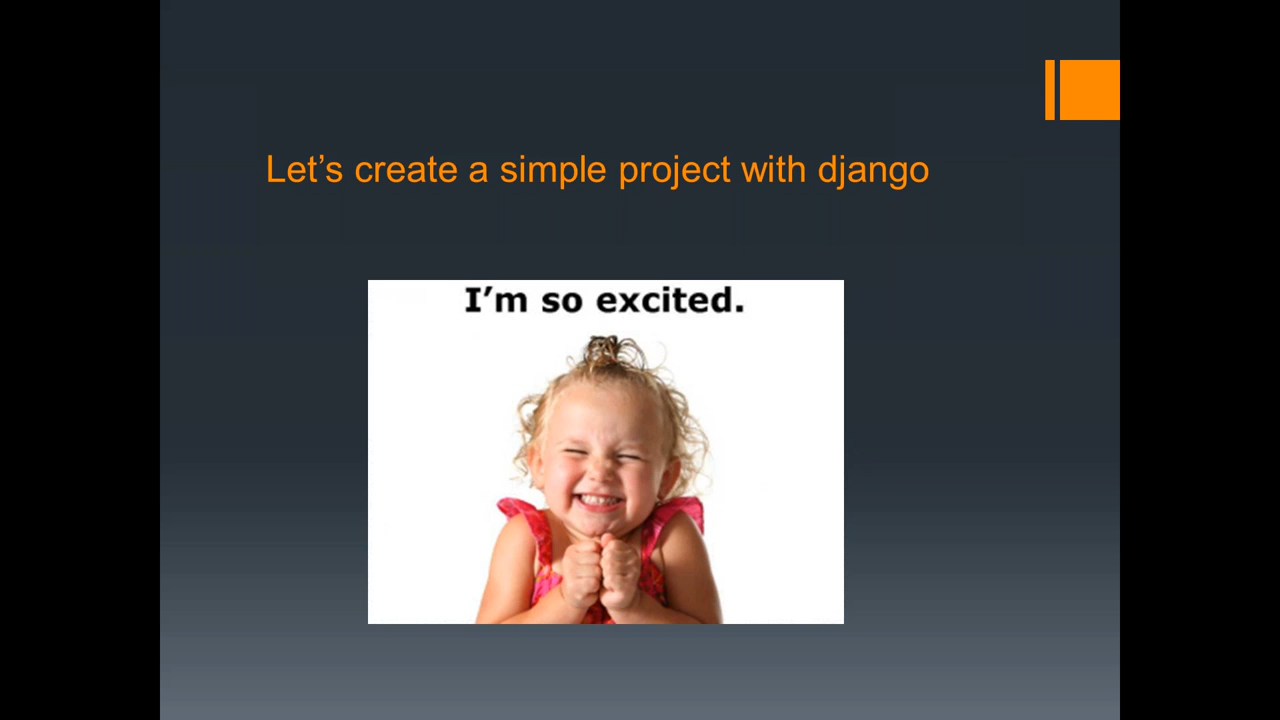 Let’s create a simple project with django
I’m so excited.